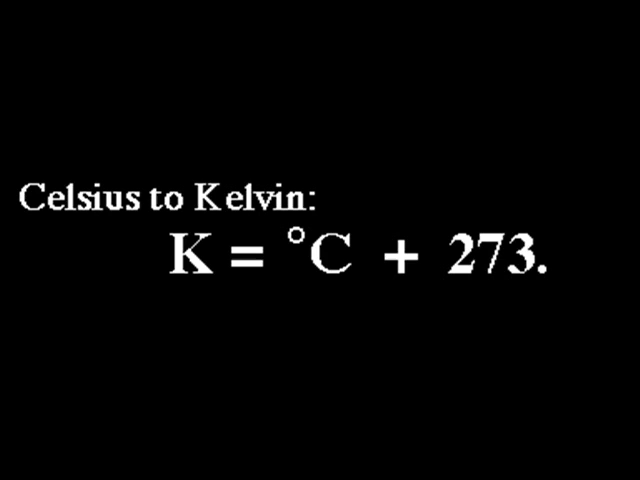 Celsius to Kelvin:
K = °C + 273.